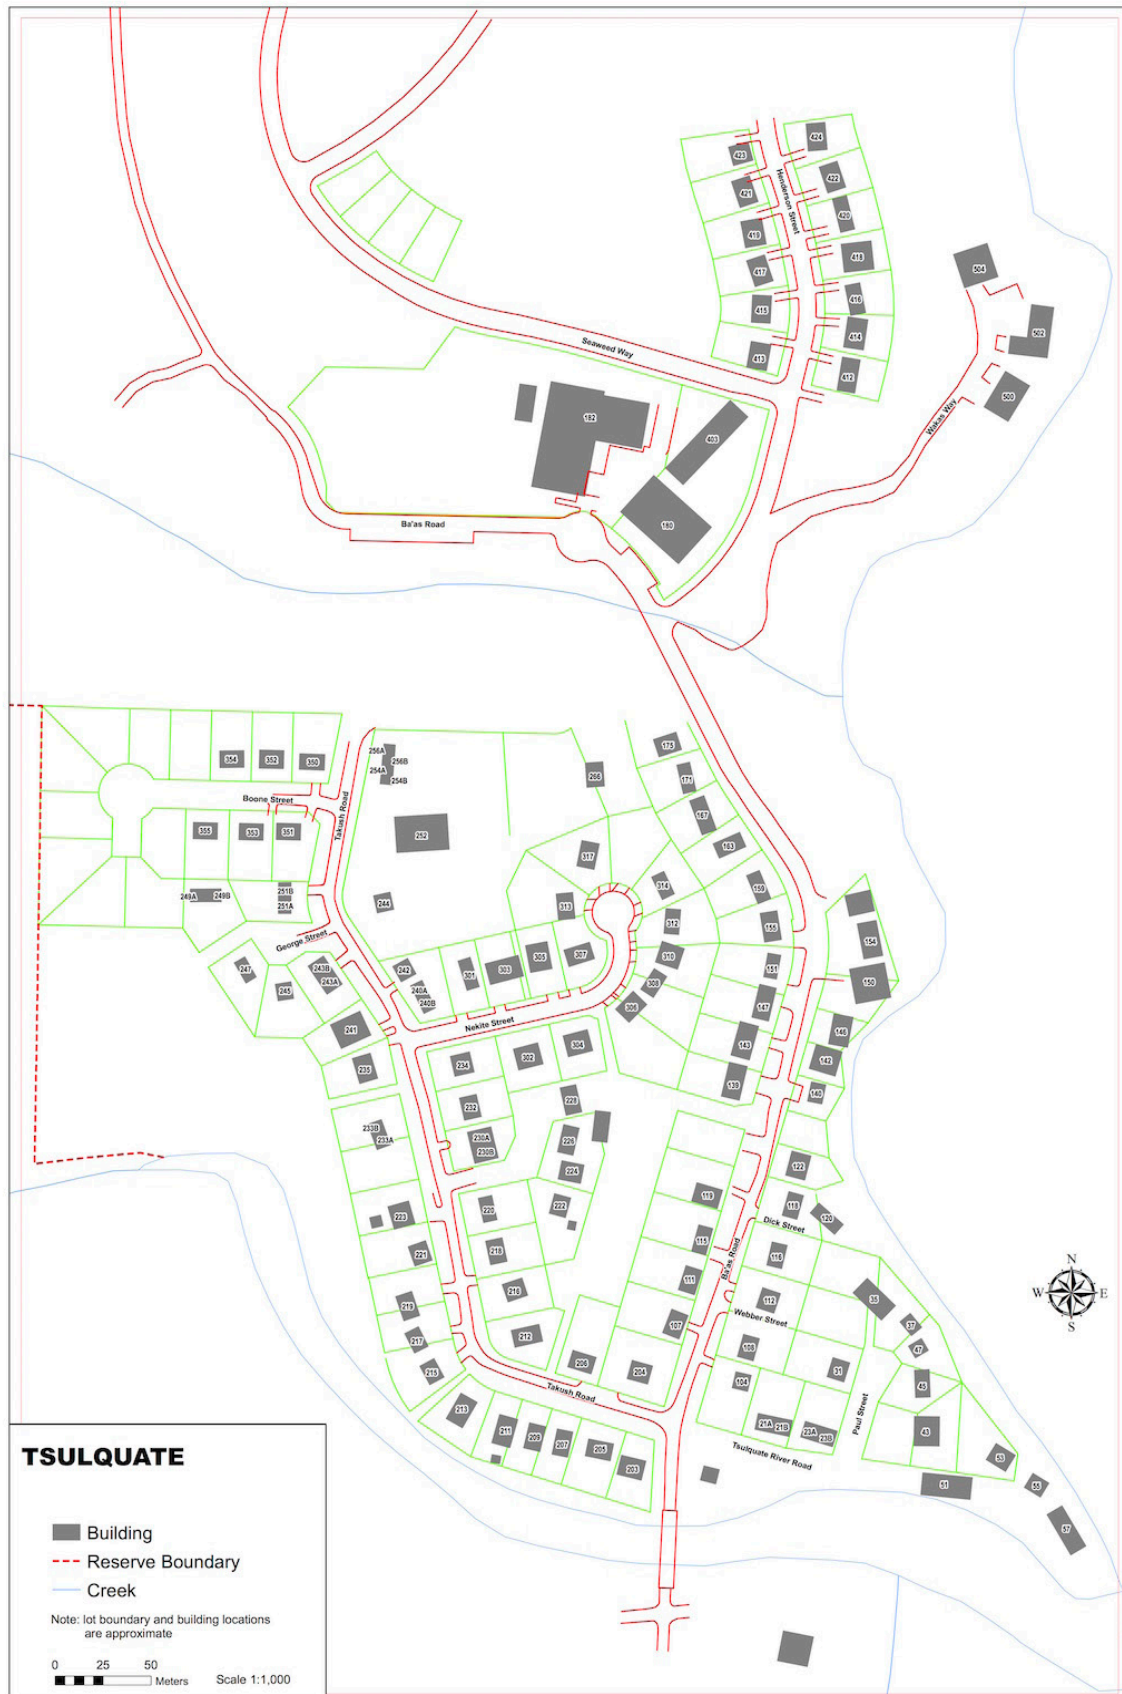 424
423
422
421
Henderson Street
420
419
418
504
417
416
415
502
414
Seaweed Way
413
412
500
182
403
Wakas Way
180
Ba'as Road
175
256A
256B
254A
254B
354
352
350
266
171
Boone Street
Takush Road
167
355
353
351
252
163
317
249A
249B
251B
251A
314
159
244
313
312
156
George Street
154
247
243B
243A
242
301
303
305
307
310
151
150
245
240A
240B
308
306
147
241
Nekite Street
146
143
235
234
302
304
142
139
140
232
228
233B
233A
230A
230B
226
224
122
119
223
220
222
118
120
Dick Street
221
218
115
Ba'as Road
116
219
216
111
112
35
Webber Street
37
217
212
107
108
47
215
206
204
104
31
45
Takush Road
213
211
209
207
205
203
21A
21B
23A
23B
Paul Street
43
Tsulquate River Road
53
51
55
57
N
W
E
S
TSULQUATE
Building
Reserve Boundary
Creek
Note: lot boundary and building locations
are approximate
0 25 50
Meters
Scale 1:1,000